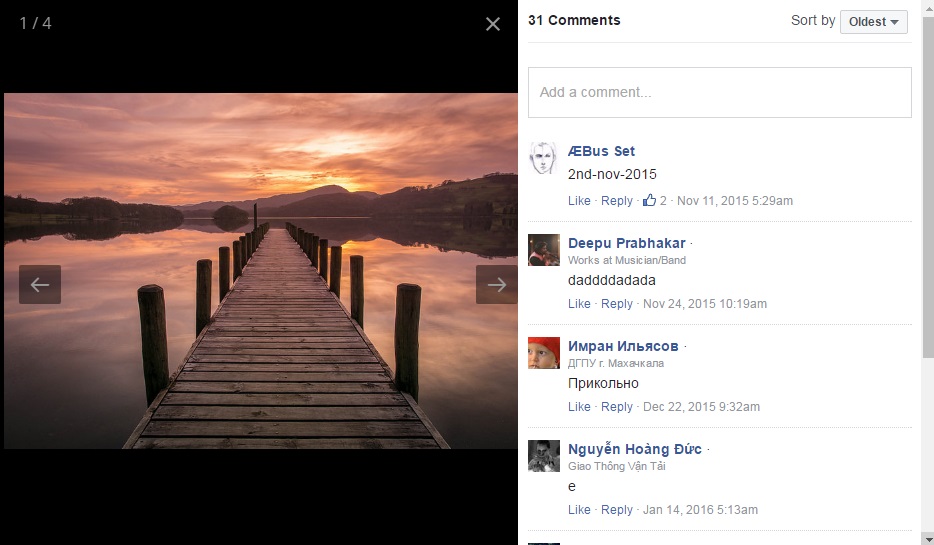 1 / 4
31 Comments
Sort by Oldest
Add a comment...
ÆBus Set
2nd-nov-2015
Like · Reply · 2 · Nov 11, 2015 5:29am
Deepu Prabhakar ·
Works at Musician/Band
daddddadada
Like · Reply · Nov 24, 2015 10:19am
Имран Ильясов ·
ДГПУ г. Махачкала
Прикольно
Like · Reply · Dec 22, 2015 9:32am
Nguyễn Hoàng Đức ·
Giao Thông Vận Tải
e
Like · Reply · Jan 14, 2016 5:13am